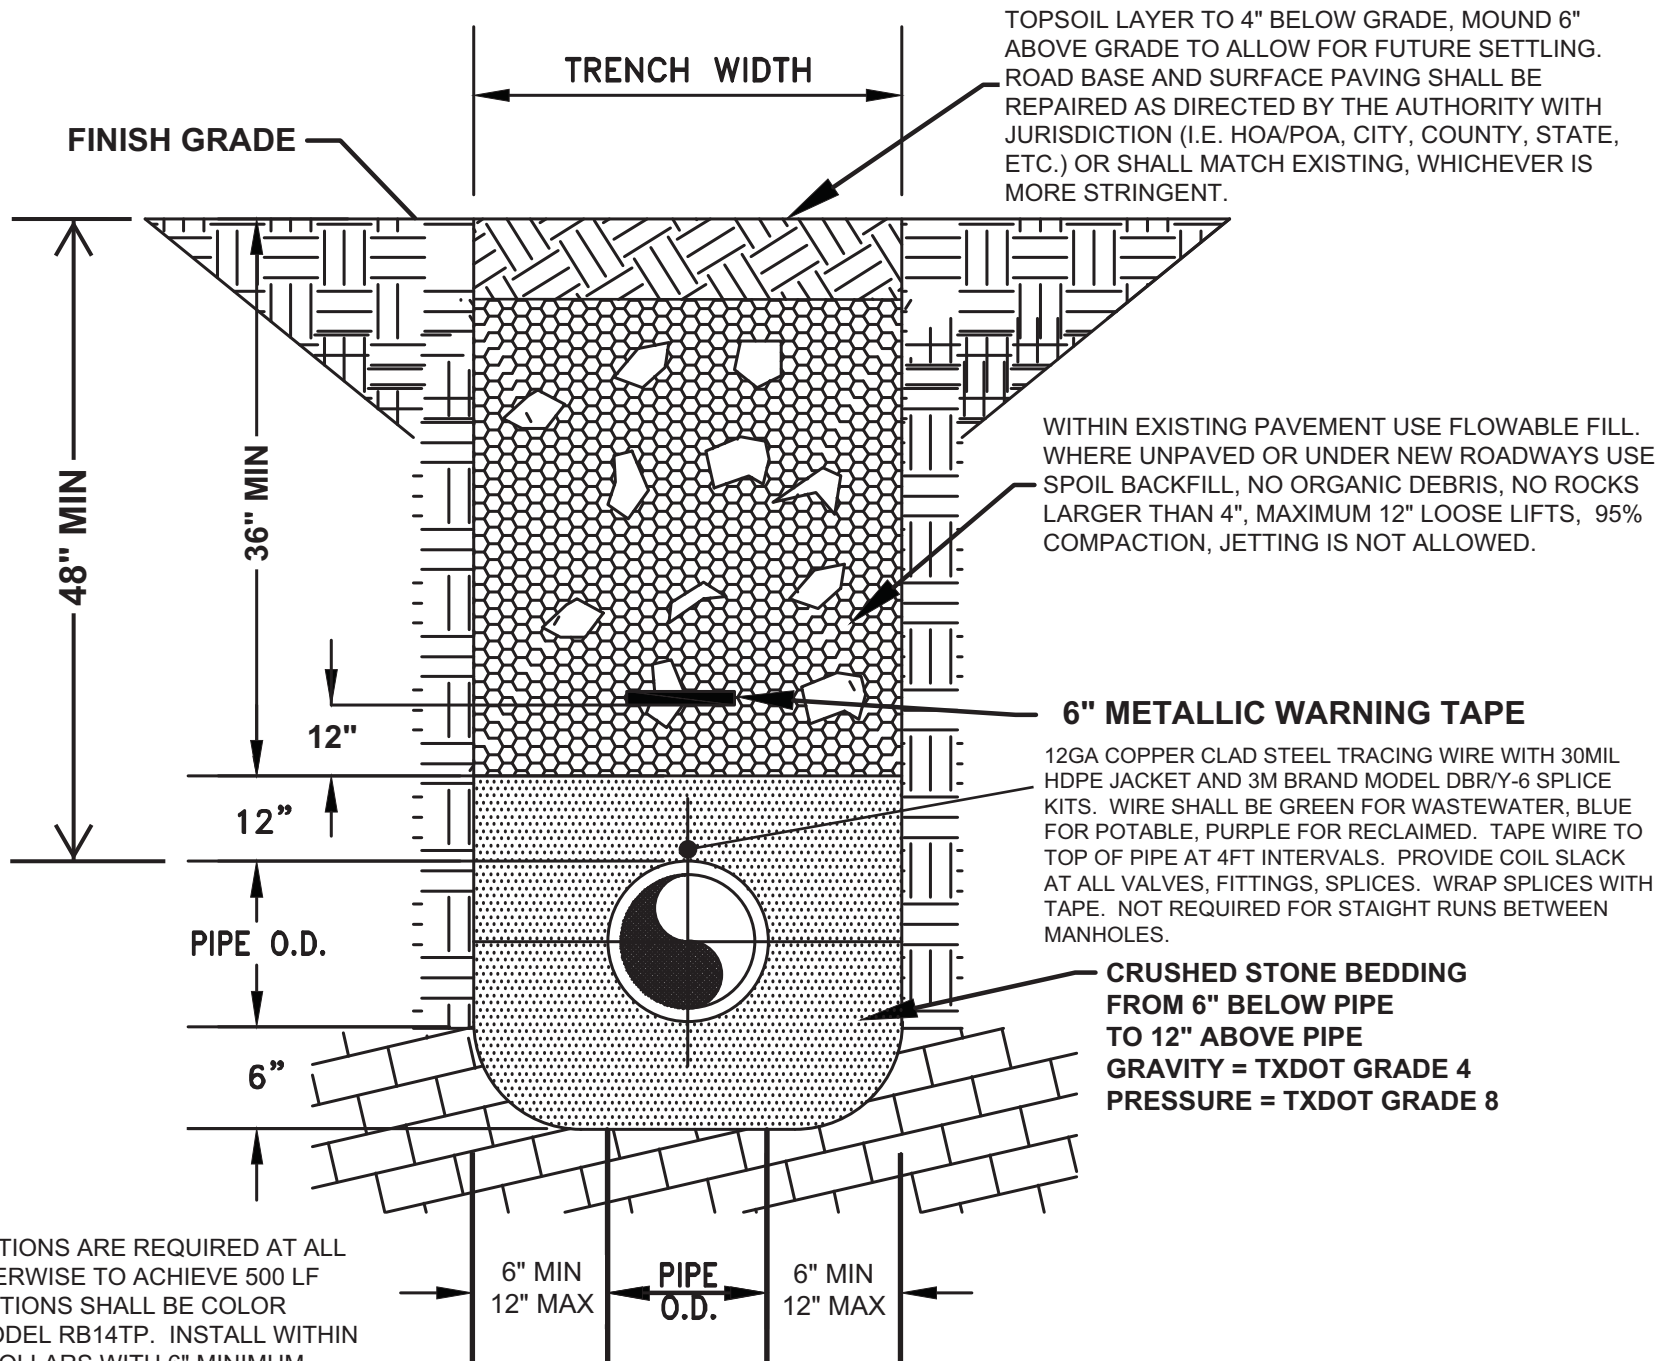 TOPSOIL LAYER TO 4" BELOW GRADE, MOUND 6"
ABOVE GRADE TO ALLOW FOR FUTURE SETTLING.
ROAD BASE AND SURFACE PAVING SHALL BE
REPAIRED AS DIRECTED BY THE AUTHORITY WITH
JURISDICTION (I.E. HOA/POA, CITY, COUNTY, STATE,
ETC.) OR SHALL MATCH EXISTING, WHICHEVER IS
MORE STRINGENT.
TRENCH WIDTH
FINISH GRADE
48" MIN
36" MIN
WITHIN EXISTING PAVEMENT USE FLOWABLE FILL.
WHERE UNPAVED OR UNDER NEW ROADWAYS USE
SPOIL BACKFILL, NO ORGANIC DEBRIS, NO ROCKS
LARGER THAN 4", MAXIMUM 12" LOOSE LIFTS, 95%
COMPACTION, JETTING IS NOT ALLOWED.
12"
6" METALLIC WARNING TAPE
12GA COPPER CLAD STEEL TRACING WIRE WITH 30MIL
HDPE JACKET AND 3M BRAND MODEL DBR/Y-6 SPLICE
KITS. WIRE SHALL BE GREEN FOR WASTEWATER, BLUE
FOR POTABLE, PURPLE FOR RECLAIMED. TAPE WIRE TO
TOP OF PIPE AT 4FT INTERVALS. PROVIDE COIL SLACK
AT ALL VALVES, FITTINGS, SPLICES. WRAP SPLICES WITH
TAPE. NOT REQUIRED FOR STAIGHT RUNS BETWEEN
MANHOLES.
12”
PIPE O.D.
CRUSHED STONE BEDDING
FROM 6" BELOW PIPE
TO 12" ABOVE PIPE
GRAVITY = TXDOT GRADE 4
PRESSURE = TXDOT GRADE 8
6”
TIONS ARE REQUIRED AT ALL
ERWISE TO ACHIEVE 500 LF
TIONS SHALL BE COLOR
ODEL RB14TP. INSTALL WITHIN
OLLARS WITH 6" MINIMUM
6" MIN
12" MAX
PIPE
O.D.
6" MIN
12" MAX